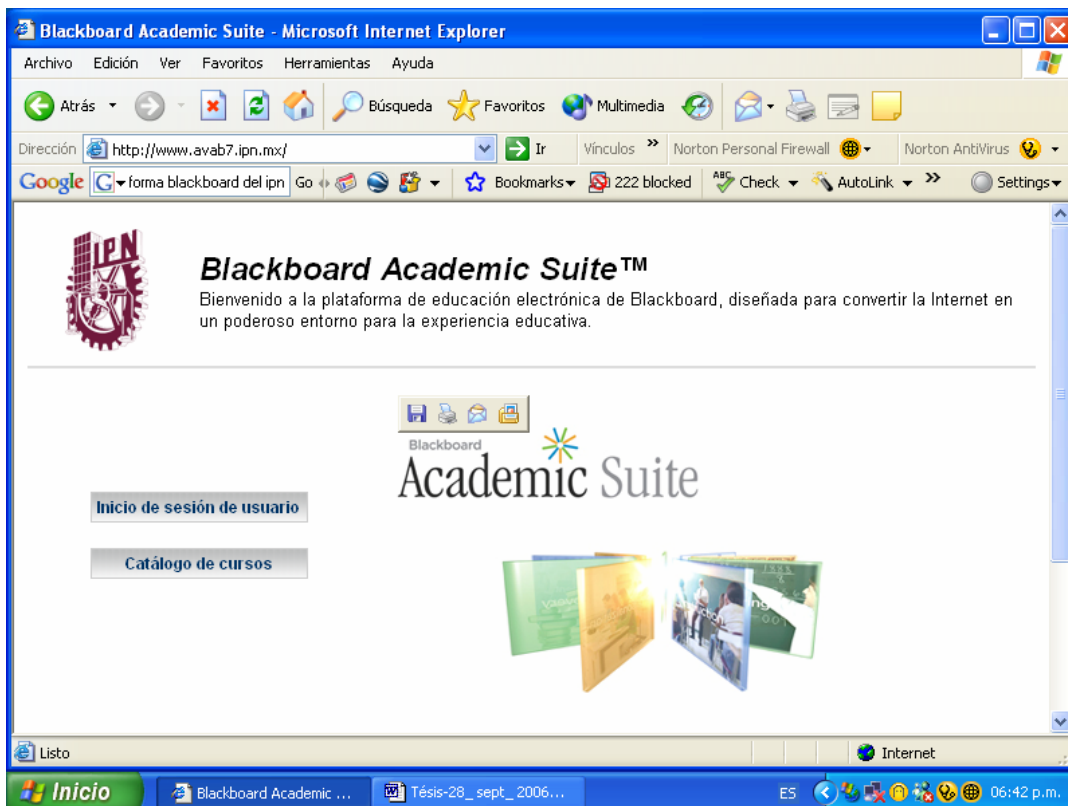 Blackboard Academic Suite - Microsoft Internet Explorer
Archivo Edición Ver Favoritos Herramientas Ayuda
Atrás Búsqueda Favoritos Multimedia
Dirección http://www.avab7.ipn.mx/ Ir Vínculos » Norton Personal Firewall Norton AntiVirus
Google G forma blackboard del ipn Go Bookmarks 222 blocked ABC Check AutoLink » Settings
IPN
Blackboard Academic Suite™
Bienvenido a la plataforma de educación electrónica de Blackboard, diseñada para convertir la Internet en
un poderoso entorno para la experiencia educativa.
Blackboard
Academic Suite
Inicio de sesión de usuario
Catálogo de cursos
Listo Internet
Inicio Blackboard Academic ... Tésis-28_ sept_ 2006... ES 06:42 p.m.